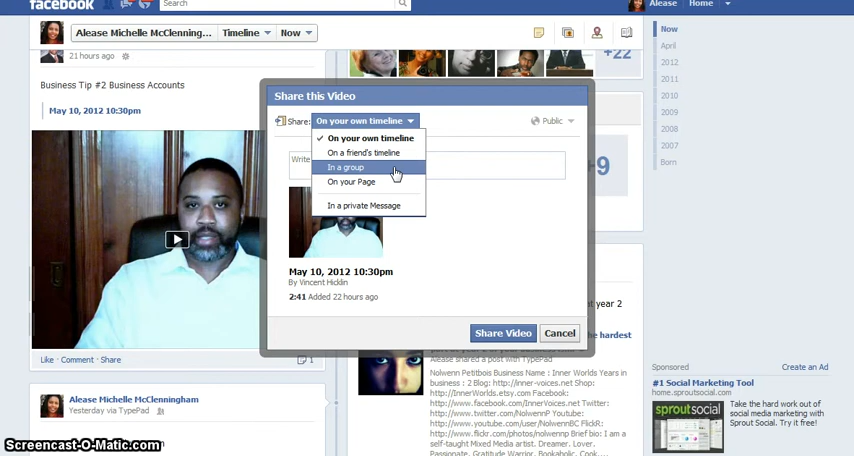 facebook
Search
Alease
Home
Alease Michelle McClenning...
Timeline
Now
21 hours ago
Business Tip #2 Business Accounts
May 10, 2012 10:30pm
+22
Now
April
2012
2011
2010
2009
2008
2007
Born
Share this Video
Share:
On your own timeline
Public
On your own timeline
On a friend's timeline
In a group
On your Page
In a private Message
Write
+9
May 10, 2012 10:30pm
By Vincent Hicklin
2:41 Added 22 hours ago
Share Video
Cancel
at year 2
he hardest
Like · Comment · Share
1
Alease shared a post with TypePad
Nolwenn Petitbois Business Name : Inner Worlds Years in
business : 2 Blog: http://inner-voices.net Shop:
http://InnerWorlds.etsy.com Facebook:
http://www.facebook.com/InnerVoices.net Twitter:
http://www.twitter.com/NolwennP Youtube:
http://www.youtube.com/user/NolwennBC FlickR:
http://www.flickr.com/photos/nolwennp Brief bio: I am a
self-taught Mixed Media artist. Dreamer. Lover.
Passionate. Gratitude Warrior. Bookaholic. Cook.
Alease Michelle McClenningham
Yesterday via TypePad
Sponsored
Create an Ad
#1 Social Marketing Tool
home.sproutsocial.com
sproutsocial
Take the hard work out of
social media marketing with
Sprout Social. Try it free!
Screencast-O-Matic.com